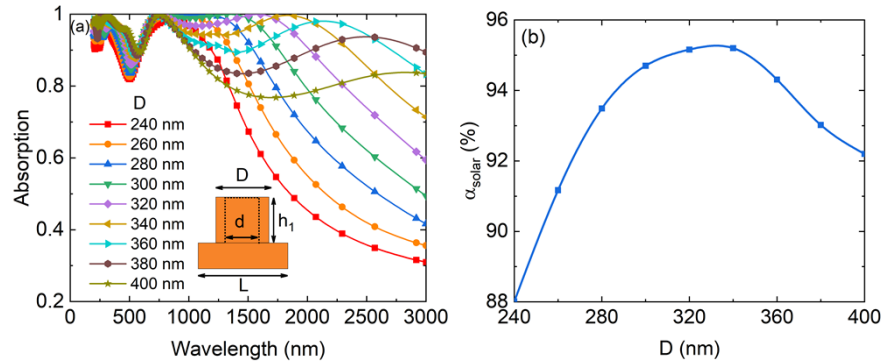 (a)
Absorption
1
0.8
0.6
0.4
0.2
D
240 nm
260 nm
280 nm
300 nm
320 nm
340 nm
360 nm
380 nm
400 nm
D
d
h₁
L
0 500 1000 1500 2000 2500 3000
Wavelength (nm)
(b)
α_solar (%)
96
94
92
90
88
240 280 320 360 400
D (nm)